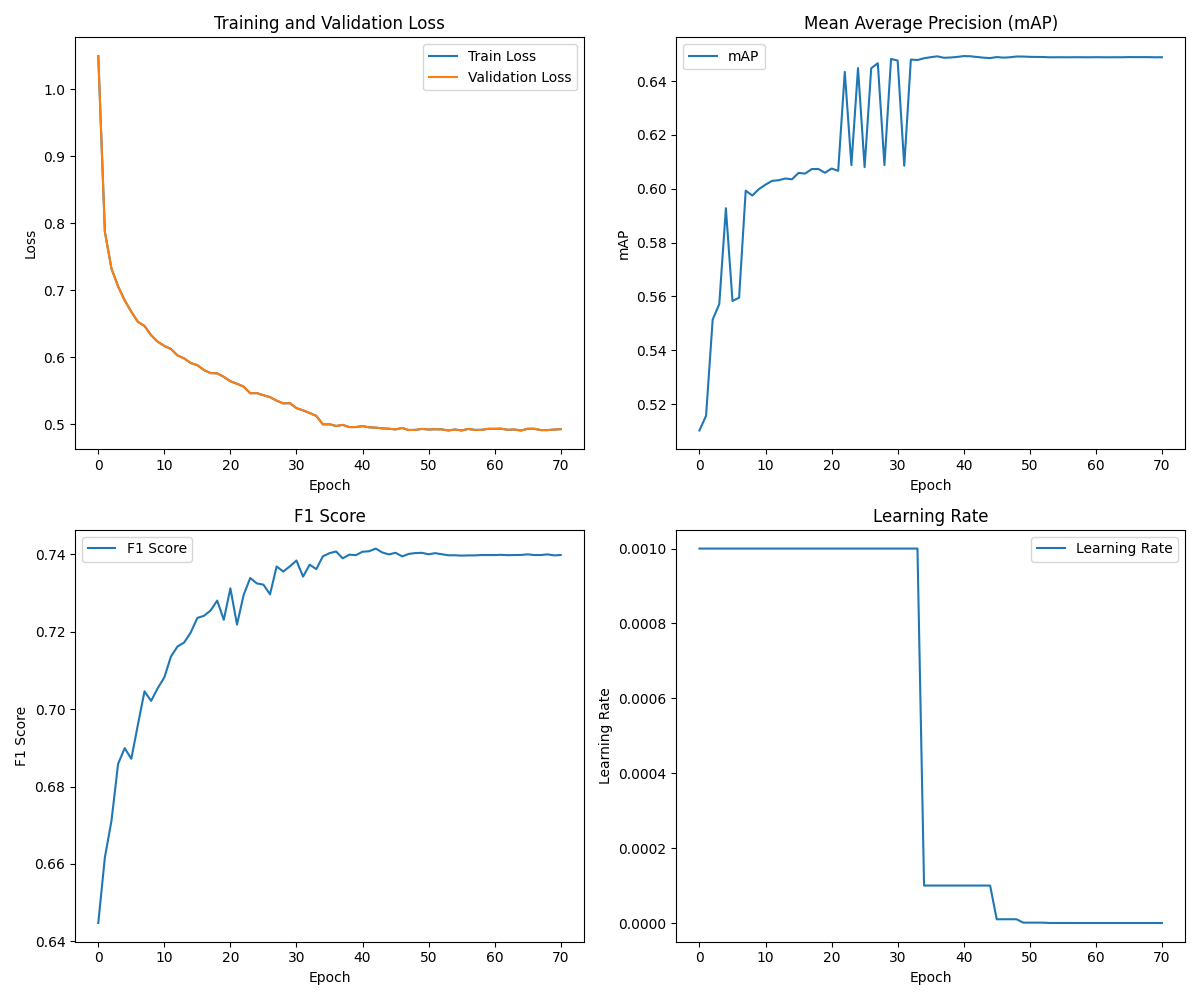 Training and Validation Loss
Train Loss
Validation Loss
1.0
0.9
0.8
0.7
0.6
0.5
Loss
0 10 20 30 40 50 60 70
Epoch
Mean Average Precision (mAP)
mAP
0.64
0.62
0.60
0.58
0.56
0.54
0.52
mAP
0 10 20 30 40 50 60 70
Epoch
F1 Score
F1 Score
0.74
0.72
0.70
0.68
0.66
0.64
F1 Score
0 10 20 30 40 50 60 70
Epoch
Learning Rate
Learning Rate
0.0010
0.0008
0.0006
0.0004
0.0002
0.0000
Learning Rate
0 10 20 30 40 50 60 70
Epoch